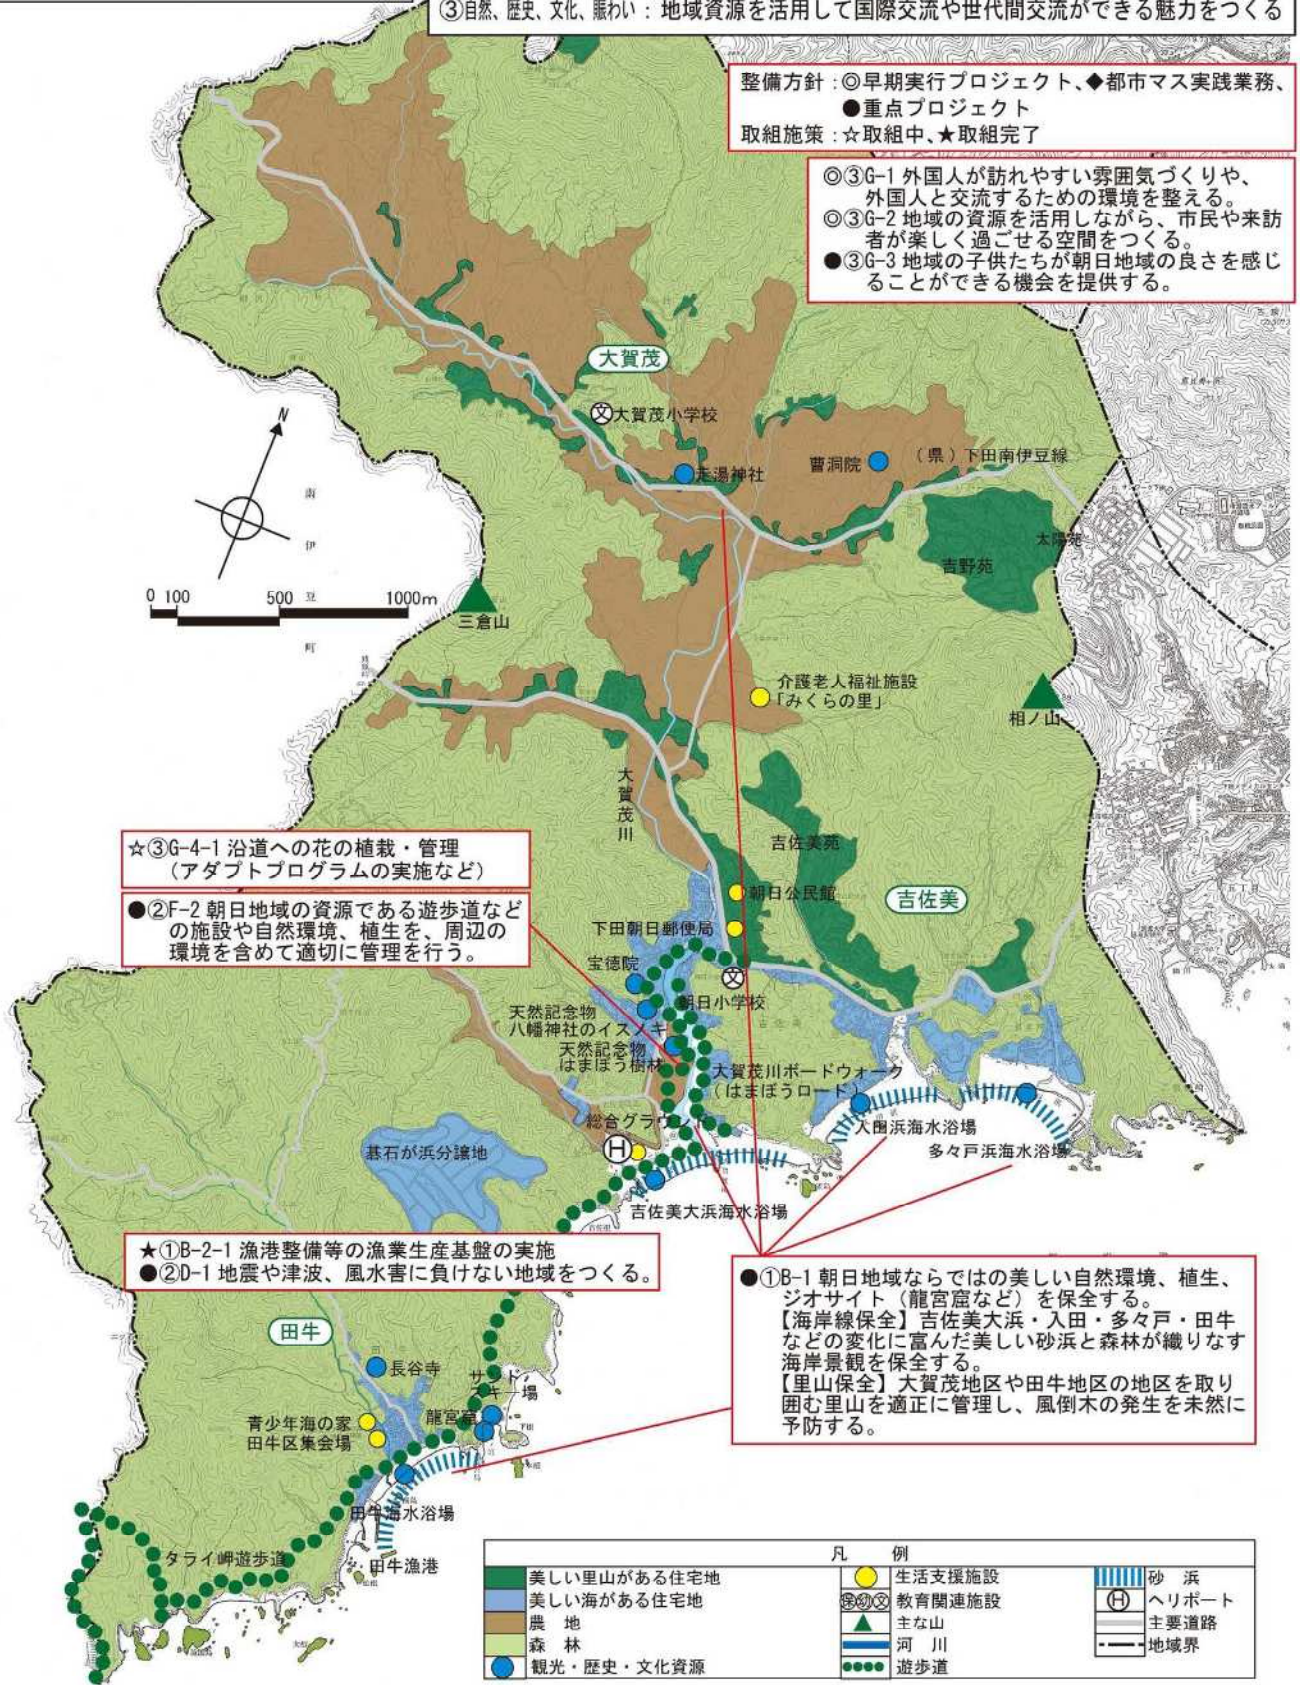 ③自然、歴史、文化、賑わい：地域資源を活用して国際交流や世代間交流ができる魅力をつくる
整備方針：◎早期実行プロジェクト、◆都市マス実践業務、
●重点プロジェクト
取組施策：☆取組中、★取組完了
◎③G-1 外国人が訪れやすい雰囲気づくりや、
外国人と交流するための環境を整える。
◎③G-2 地域の資源を活用しながら、市民や来訪
者が楽しく過ごせる空間をつくる。
●③G-3 地域の子供たちが朝日地域の良さを感じ
ることができる機会を提供する。
大賀茂
文 大賀茂小学校
走湯神社
曹洞院
（県）下田南伊豆線
太陽苑
吉野苑
N
南伊豆町
0 100 500 1000m
三倉山
介護老人福祉施設
「みくらの里」
相ノ山
大賀茂川
吉佐美苑
☆③G-4-1 沿道への花の植栽・管理
（アダプトプログラムの実施など）
朝日公民館
吉佐美
●②F-2 朝日地域の資源である遊歩道など
の施設や自然環境、植生を、周辺の
環境を含めて適切に管理を行う。
下田朝日郵便局
宝徳院
文
朝日小学校
天然記念物
八幡神社のイスノキ
天然記念物
はまぼう樹林
大賀茂川ボードウォーク
（はまぼうロード）
総合グラウンド
入田浜海水浴場
多々戸浜海水浴場
H
碁石が浜分譲地
吉佐美大浜海水浴場
★①B-2-1 漁港整備等の漁業生産基盤の実施
●②D-1 地震や津波、風水害に負けない地域をつくる。
●①B-1 朝日地域ならではの美しい自然環境、植生、
ジオサイト（龍宮窟など）を保全する。
【海岸線保全】吉佐美大浜・入田・多々戸・田牛
などの変化に富んだ美しい砂浜と森林が織りなす
海岸景観を保全する。
【里山保全】大賀茂地区や田牛地区の地区を取り
囲む里山を適正に管理し、風倒木の発生を未然に
予防する。
田牛
長谷寺
サンド
スキー場
龍宮窟
青少年海の家
田牛区集会場
田牛海水浴場
田牛漁港
タライ岬遊歩道
凡　例
美しい里山がある住宅地
美しい海がある住宅地
農　地
森　林
観光・歴史・文化資源
生活支援施設
保幼文 教育関連施設
主な山
河　川
遊歩道
砂　浜
H ヘリポート
主要道路
地域界